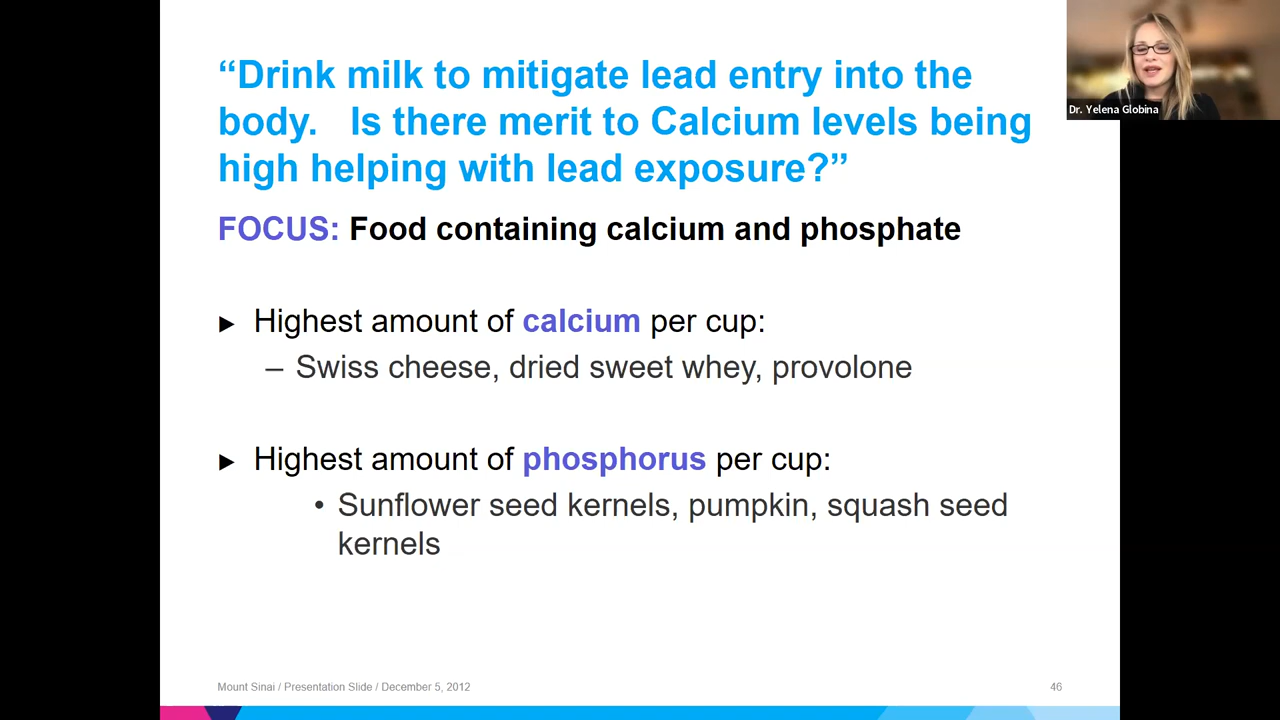 “Drink milk to mitigate lead entry into the
body.   Is there merit to Calcium levels being
high helping with lead exposure?”
FOCUS: Food containing calcium and phosphate
► Highest amount of calcium per cup:
– Swiss cheese, dried sweet whey, provolone
► Highest amount of phosphorus per cup:
• Sunflower seed kernels, pumpkin, squash seed
kernels
Mount Sinai / Presentation Slide / December 5, 2012
46
Dr. Yelena Globina